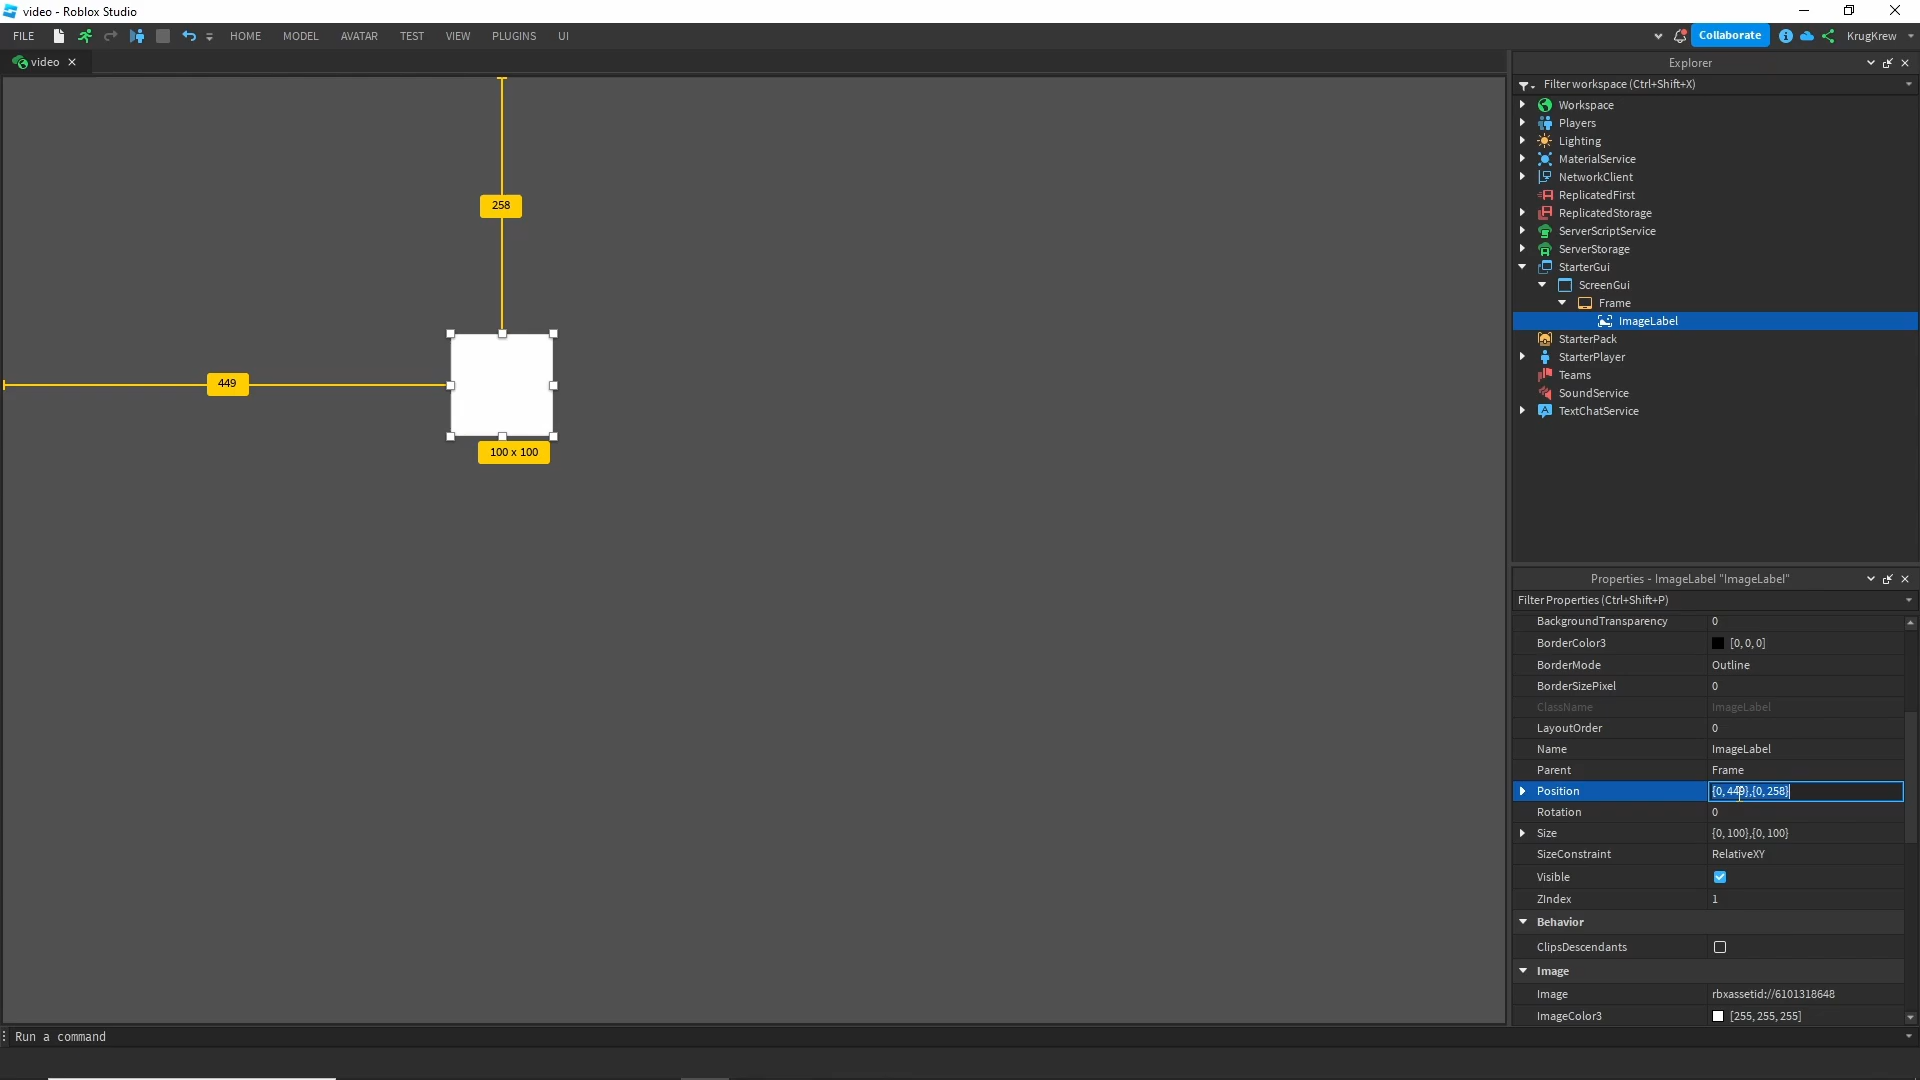 video - Roblox Studio
FILE HOME MODEL AVATAR TEST VIEW PLUGINS UI Collaborate KrugKrew
video
258
449
100 x 100
Run a command
Explorer
Filter workspace (Ctrl+Shift+X)
Workspace
Players
Lighting
MaterialService
NetworkClient
ReplicatedFirst
ReplicatedStorage
ServerScriptService
ServerStorage
StarterGui
ScreenGui
Frame
ImageLabel
StarterPack
StarterPlayer
Teams
SoundService
TextChatService
Properties - ImageLabel "ImageLabel"
Filter Properties (Ctrl+Shift+P)
BackgroundTransparency 0
BorderColor3 [0, 0, 0]
BorderMode Outline
BorderSizePixel 0
ClassName ImageLabel
LayoutOrder 0
Name ImageLabel
Parent Frame
Position {0, 449},{0, 258}
Rotation 0
Size {0, 100},{0, 100}
SizeConstraint RelativeXY
Visible
ZIndex 1
Behavior
ClipsDescendants
Image
Image rbxassetid://6101318648
ImageColor3 [255, 255, 255]